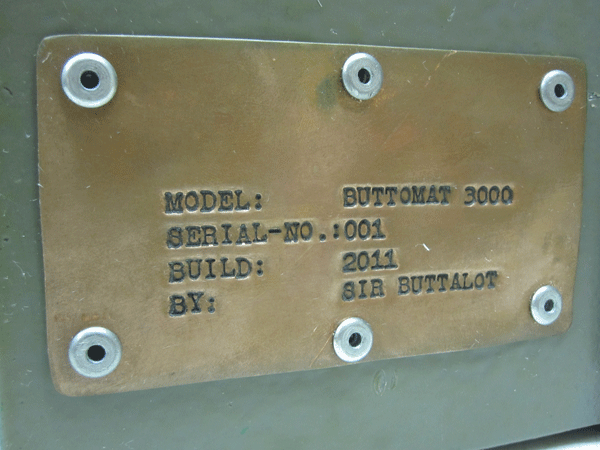 MODEL: BUTTOMAT 3000
SERIAL-NO.:001
BUILD: 2011
BY: SIR BUTTALOT